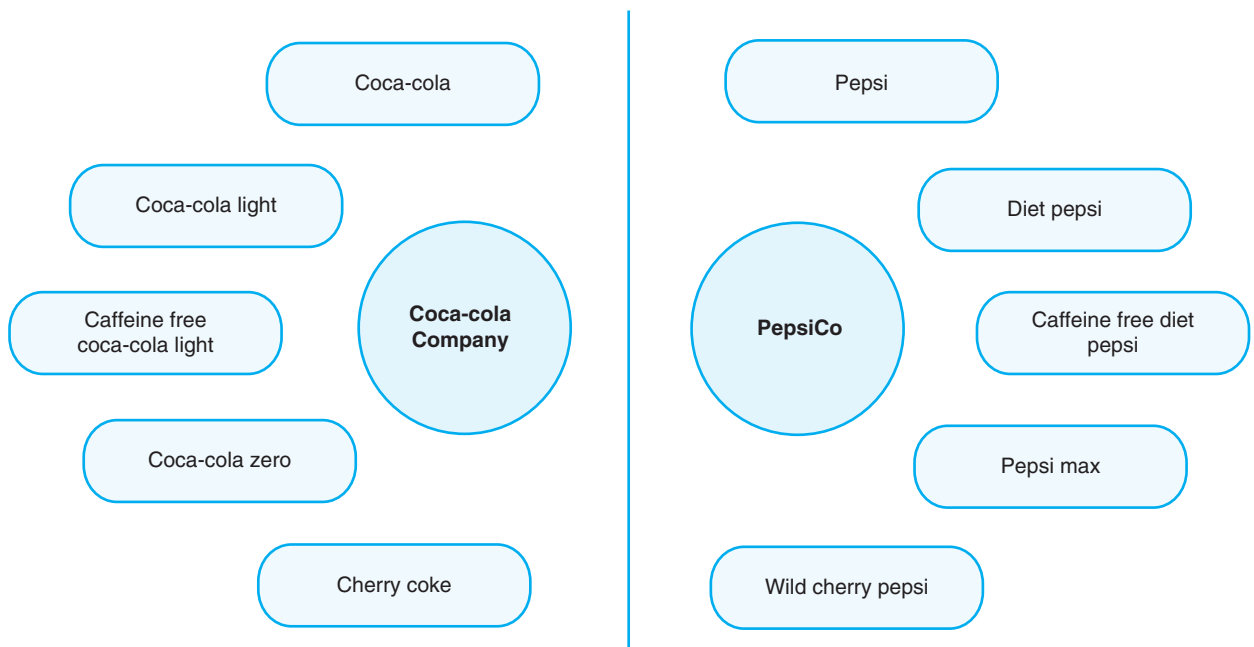 Coca-cola
Coca-cola light
Caffeine free
coca-cola light
Coca-cola
Company
Coca-cola zero
Cherry coke
Pepsi
Diet pepsi
PepsiCo
Caffeine free diet
pepsi
Pepsi max
Wild cherry pepsi